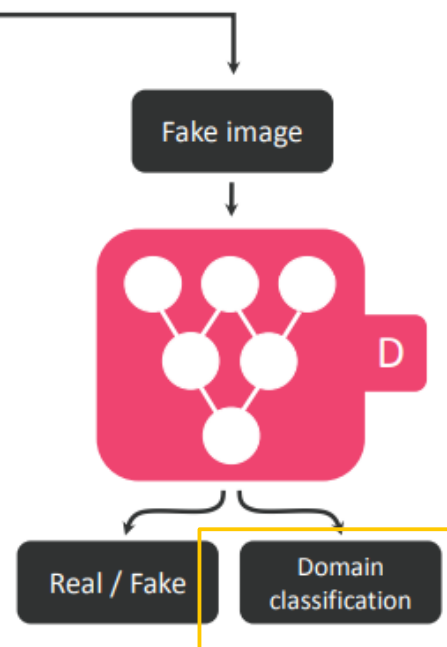 Fake image
D
Real / Fake
Domain
classification